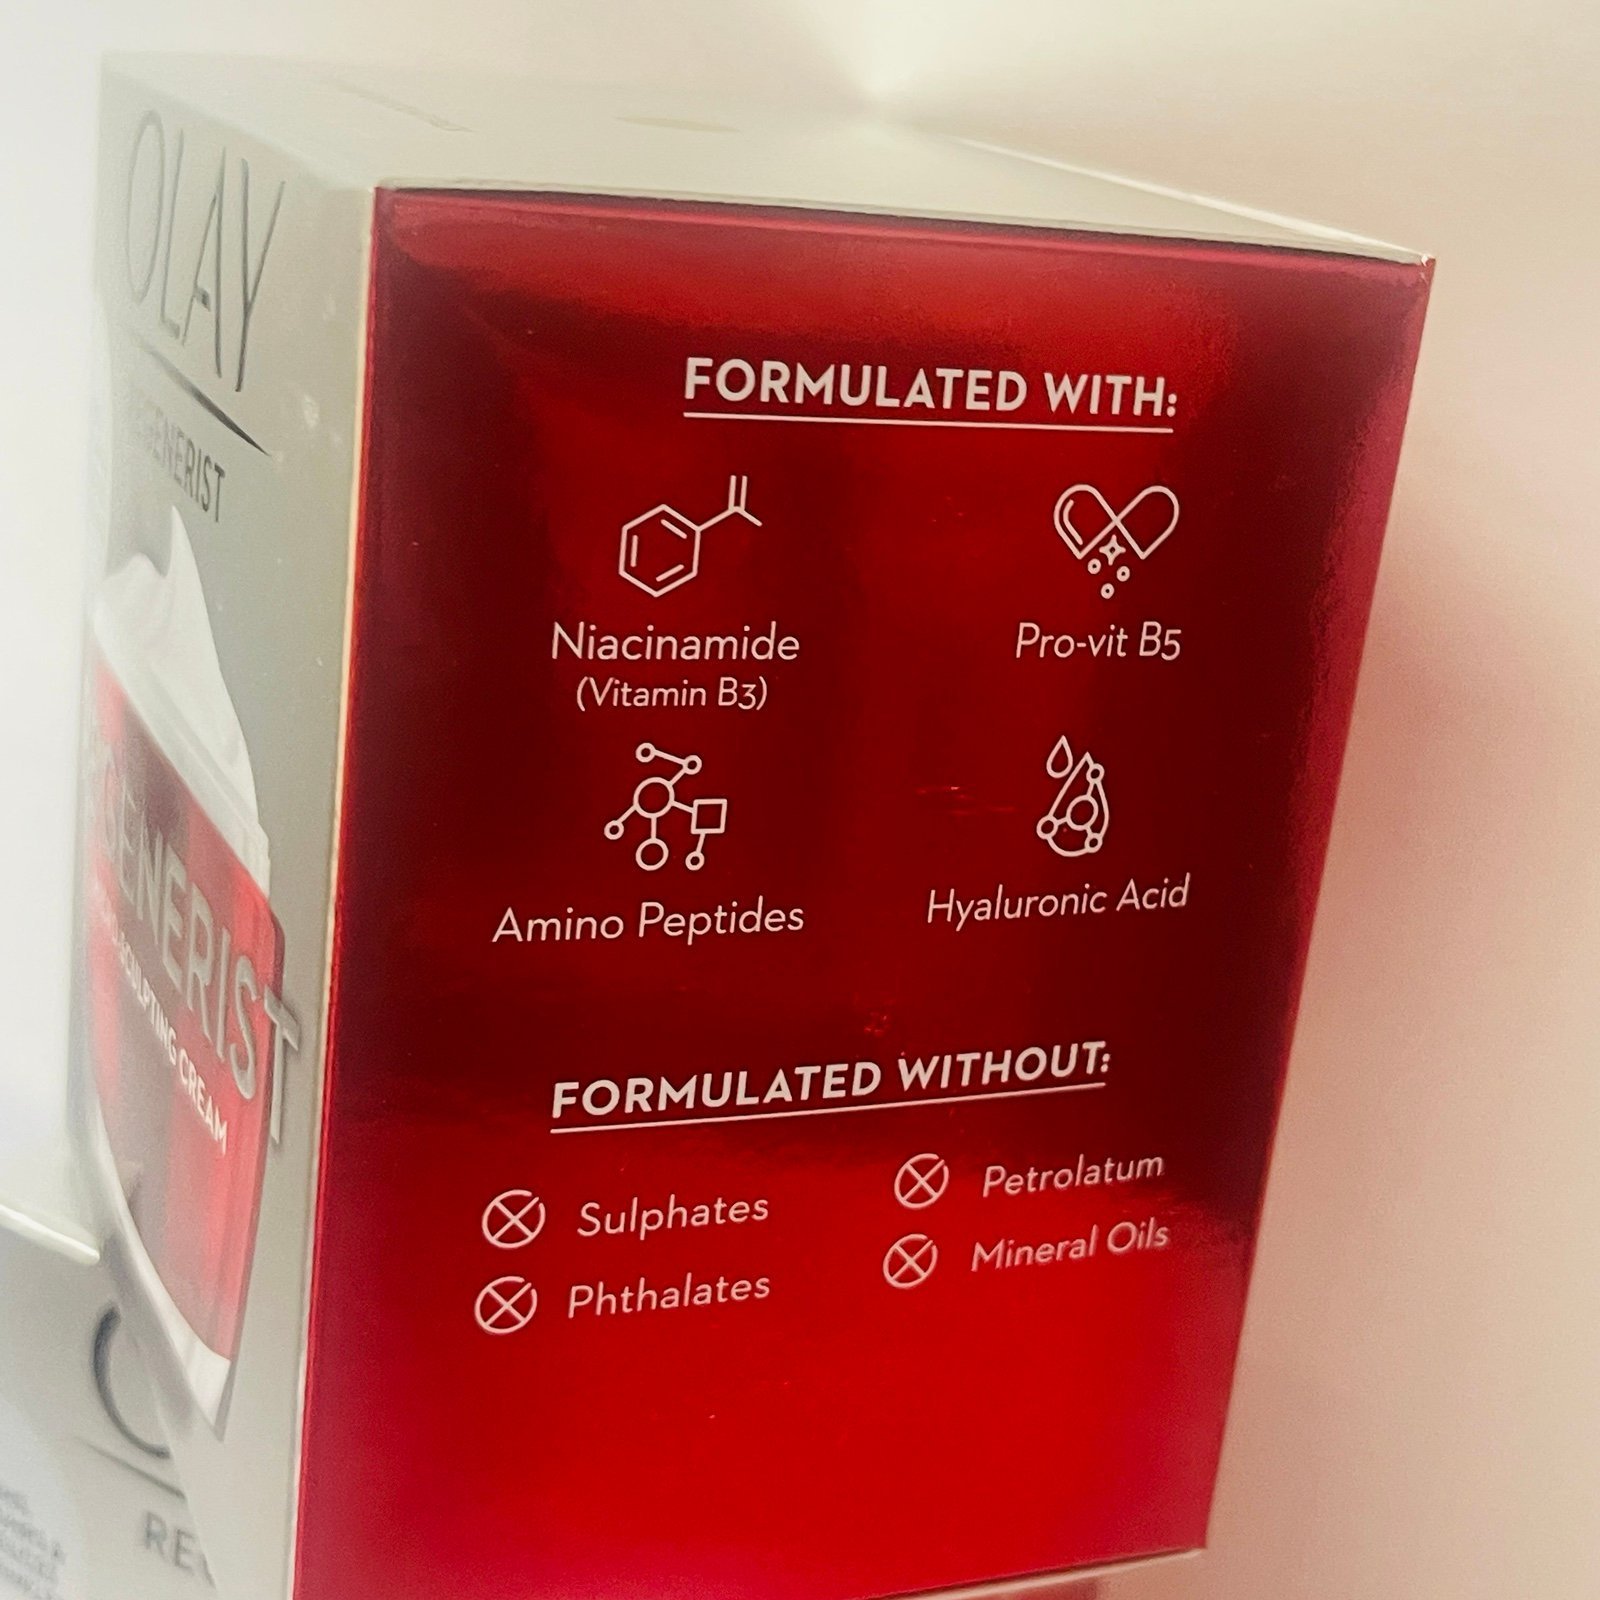 OLAY
FORMULATED WITH:
Niacinamide
(Vitamin B3)
Pro-vit B5
Amino Peptides
Hyaluronic Acid
FORMULATED WITHOUT:
Sulphates
Petrolatum
Phthalates
Mineral Oils
CREAM